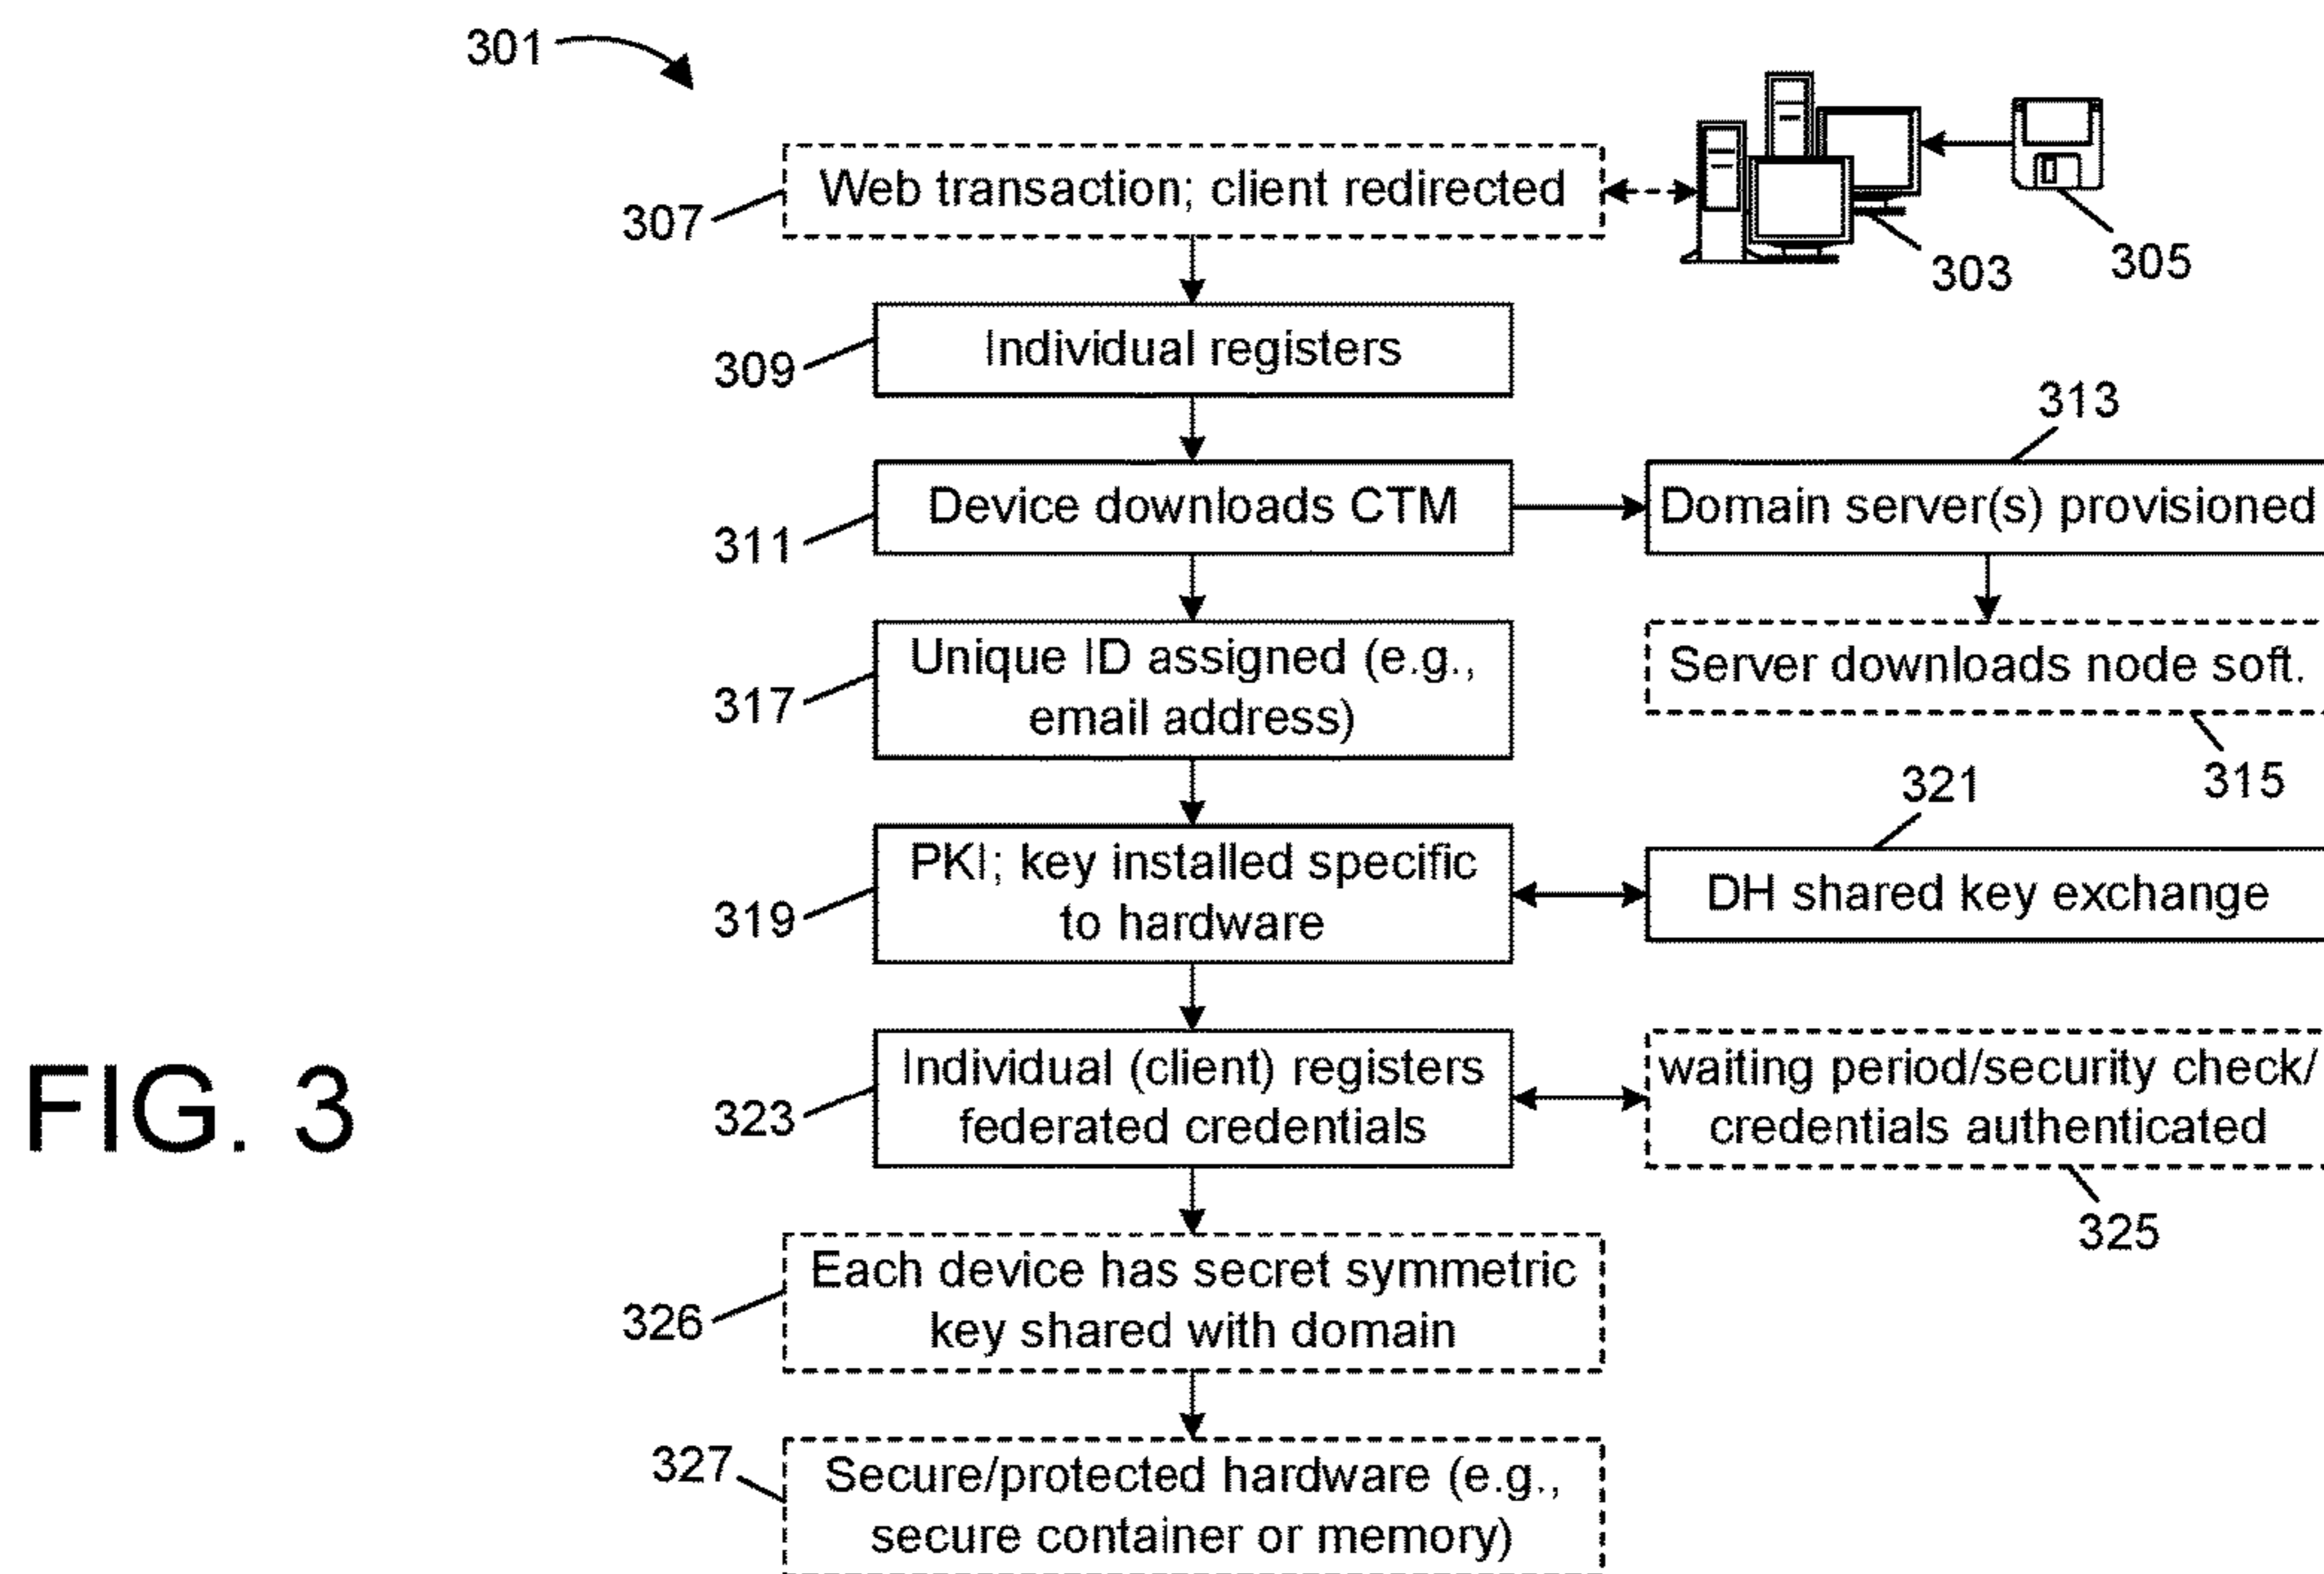 301
Web transaction; client redirected
307
303
305
Individual registers
309
313
Device downloads CTM
Domain server(s) provisioned
311
Unique ID assigned (e.g.,
email address)
317
Server downloads node soft.
315
321
PKI; key installed specific
to hardware
319
DH shared key exchange
Individual (client) registers
federated credentials
323
waiting period/security check/
credentials authenticated
325
FIG. 3
Each device has secret symmetric
key shared with domain
326
327
Secure/protected hardware (e.g.,
secure container or memory)